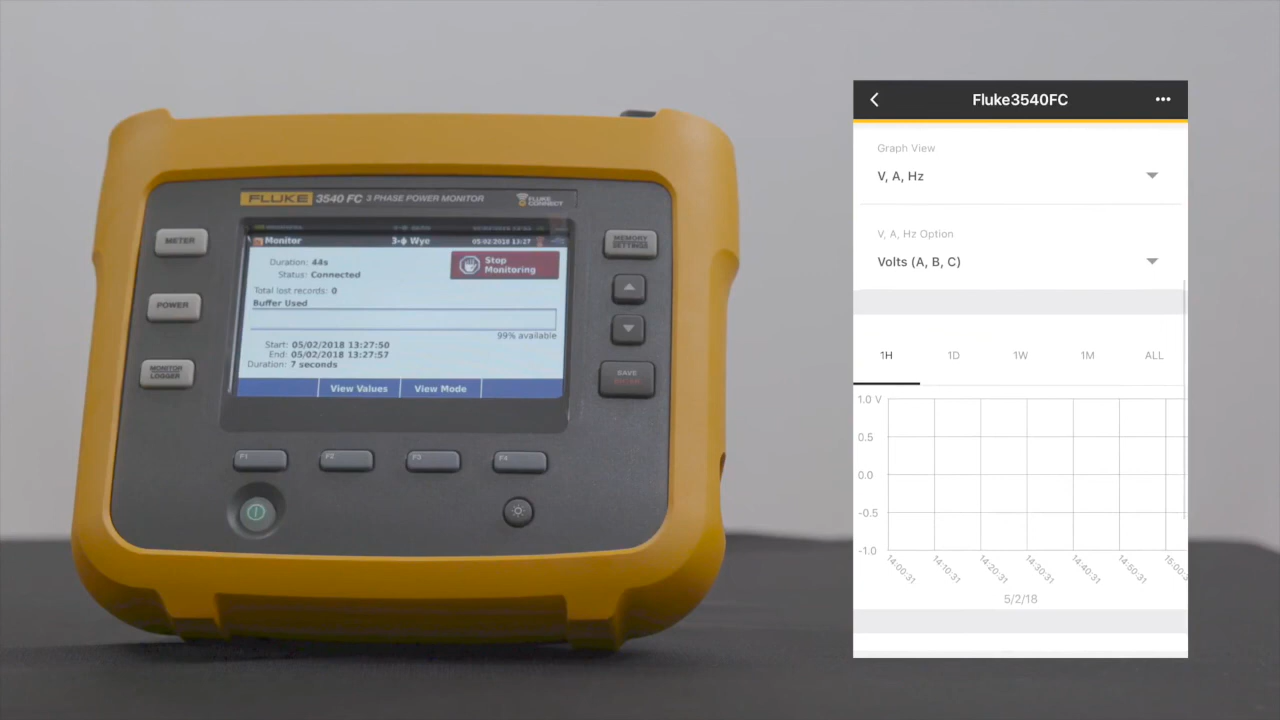 FLUKE 3540 FC 3 PHASE POWER MONITOR
FLUKE CONNECT
METER
POWER
MONITOR
LOGGER
Monitor 3-ϕ Wye 05/02/2018 13:27
Duration: 44s
Status: Connected
Stop
Monitoring
Total lost records: 0
Buffer Used
99% available
Start: 05/02/2018 13:27:50
End: 05/02/2018 13:27:57
Duration: 7 seconds
View Values View Mode
MEMORY
SETTINGS
SAVE
F1 F2 F3 F4
Fluke3540FC
Graph View
V, A, Hz
V, A, Hz Option
Volts (A, B, C)
1H 1D 1W 1M ALL
1.0 V
0.5
0.0
-0.5
-1.0
14:00:31 14:10:31 14:20:31 14:30:31 14:40:31 14:50:31 15:00:3
5/2/18